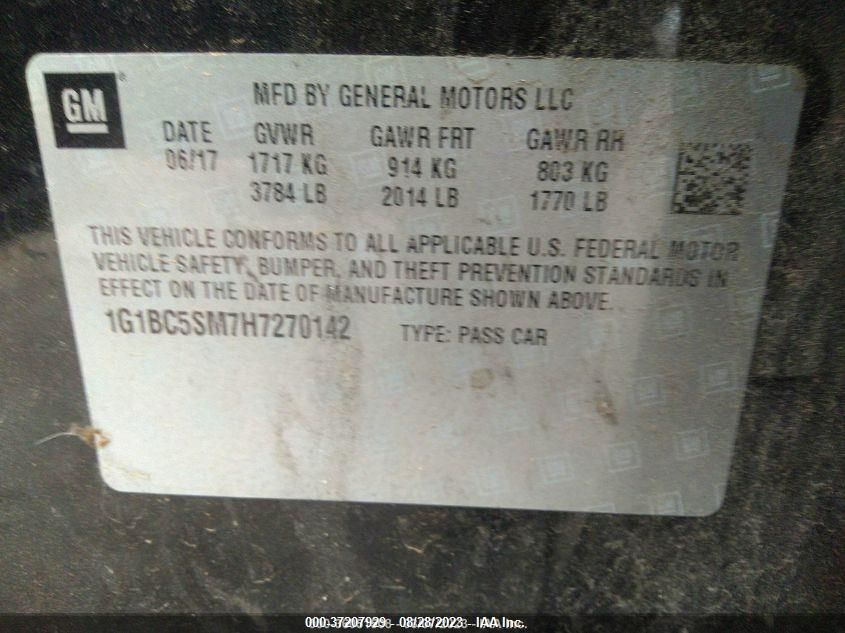 GM
MFD BY GENERAL MOTORS LLC
DATE GVWR GAWR FRT GAWR RR
06/17 1717 KG 914 KG 803 KG
3784 LB 2014 LB 1770 LB
THIS VEHICLE CONFORMS TO ALL APPLICABLE U.S. FEDERAL MOTOR
VEHICLE SAFETY, BUMPER, AND THEFT PREVENTION STANDARDS IN
EFFECT ON THE DATE OF MANUFACTURE SHOWN ABOVE.
1G1BC5SM7H7270142 TYPE: PASS CAR
000-37207929 - 08/28/2023 - IAA Inc.